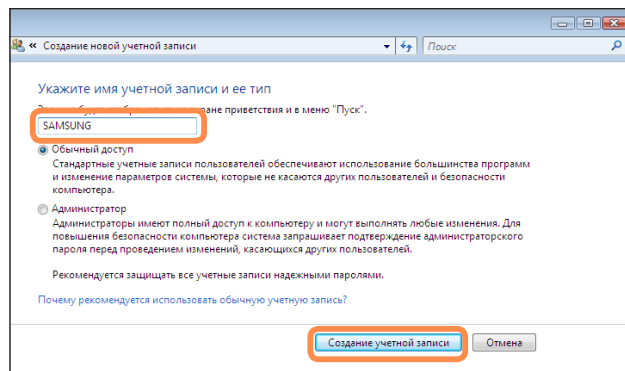 « Создание новой учетной записи
Поиск
Укажите имя учетной записи и ее тип
ане приветствия и в меню "Пуск".
SAMSUNG
Обычный доступ
Стандартные учетные записи пользователей обеспечивают использование большинства программ
и изменение параметров системы, которые не касаются других пользователей и безопасности
компьютера.
Администратор
Администраторы имеют полный доступ к компьютеру и могут выполнять любые изменения. Для
повышения безопасности компьютера система запрашивает подтверждение администраторского
пароля перед проведением изменений, касающихся других пользователей.
Рекомендуется защищать все учетные записи надежными паролями.
Почему рекомендуется использовать обычную учетную запись?
Создание учетной записи Отмена